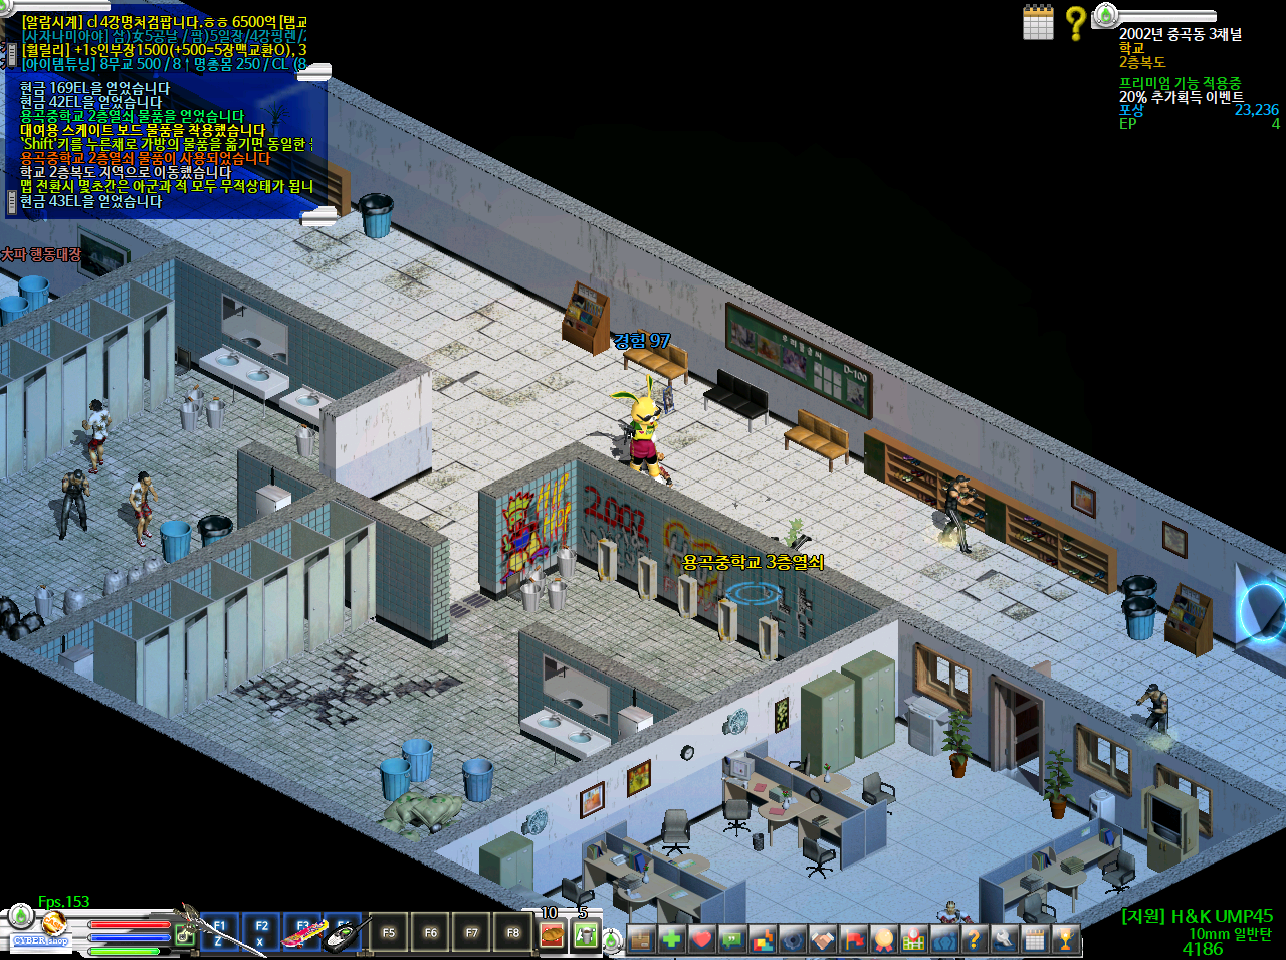 [알람시계] cl 4강명처검팝니다.ㅎㅎ 6500억 [탬교
[사자나미아야] 삼)女5공날 / 팜)5일장/4강핑렌/
[휠릴리] +1s인부장1500(+500=5장맥교환O), 3
[아이템튜닝] 8무교 500 / 8↑명총몸 250 / CL (8
현금 169EL을 얻었습니다
현금 42EL을 얻었습니다
용곡중학교 2층열쇠 물품을 얻었습니다
대여용 스케이트 보드 물품을 착용했습니다
'Shift'키를 누른채로 가방의 물품을 옮기면 동일한
용곡중학교 2층열쇠 물품이 사용되었습니다
학교 2층복도 지역으로 이동했습니다
맵 전환시 몇초간은 아군과 적 모두 무적상태가 됩니
현금 43EL을 얻었습니다
2002년 중곡동 3채널
학교
2층복도
프리미엄 기능 적용중
20% 추가획득 이벤트
포상 23,236
EP 4
大파 행동대장
경험 97
D-100
2002
용곡중학교 3층열쇠
Fps.153
CYBER shop
F1 F2 F3 F4 F5 F6 F7 F8
Z X
10 5
[지원] H&K UMP45
10mm 일반탄
4186